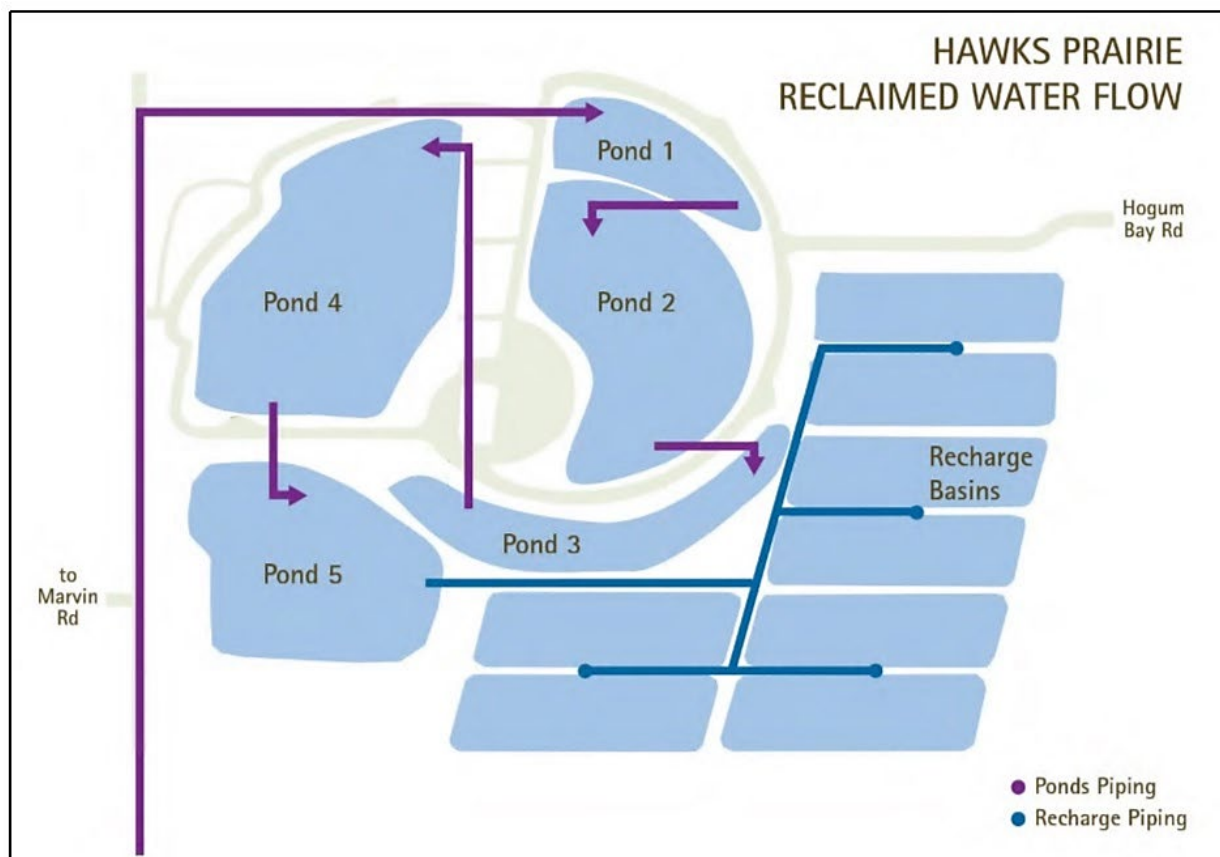 HAWKS PRAIRIE
RECLAIMED WATER FLOW
Pond 1
Hogum
Bay Rd
Pond 4
Pond 2
Recharge
Basins
Pond 3
Pond 5
to
Marvin
Rd
Ponds Piping
Recharge Piping